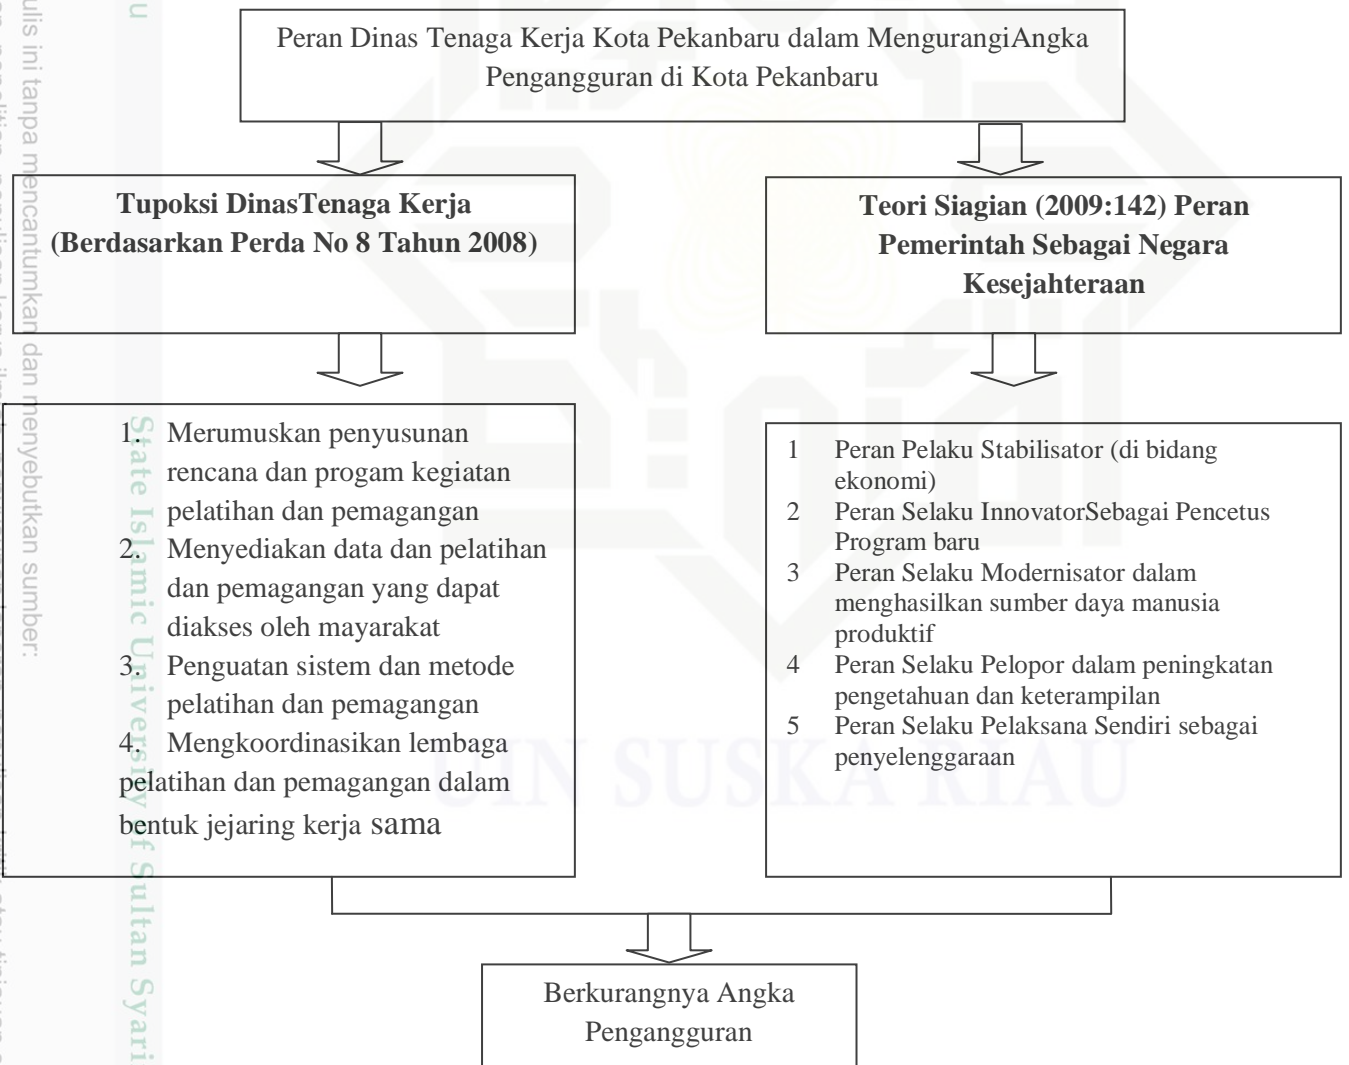 Peran Dinas Tenaga Kerja Kota Pekanbaru dalam MengurangiAngka
Pengangguran di Kota Pekanbaru
Tupoksi DinasTenaga Kerja
(Berdasarkan Perda No 8 Tahun 2008)
Teori Siagian (2009:142) Peran
Pemerintah Sebagai Negara
Kesejahteraan
1. Merumuskan penyusunan
rencana dan progam kegiatan
pelatihan dan pemagangan
2. Menyediakan data dan pelatihan
dan pemagangan yang dapat
diakses oleh mayarakat
3. Penguatan sistem dan metode
pelatihan dan pemagangan
4. Mengkoordinasikan lembaga
pelatihan dan pemagangan dalam
bentuk jejaring kerja sama
1 Peran Pelaku Stabilisator (di bidang
ekonomi)
2 Peran Selaku InnovatorSebagai Pencetus
Program baru
3 Peran Selaku Modernisator dalam
menghasilkan sumber daya manusia
produktif
4 Peran Selaku Pelopor dalam peningkatan
pengetahuan dan keterampilan
5 Peran Selaku Pelaksana Sendiri sebagai
penyelenggaraan
Berkurangnya Angka
Pengangguran
UIN SUSKA RIAU
State Islamic University of Sultan Syari
ulis ini tanpa mencantumkan dan menyebutkan sumber: